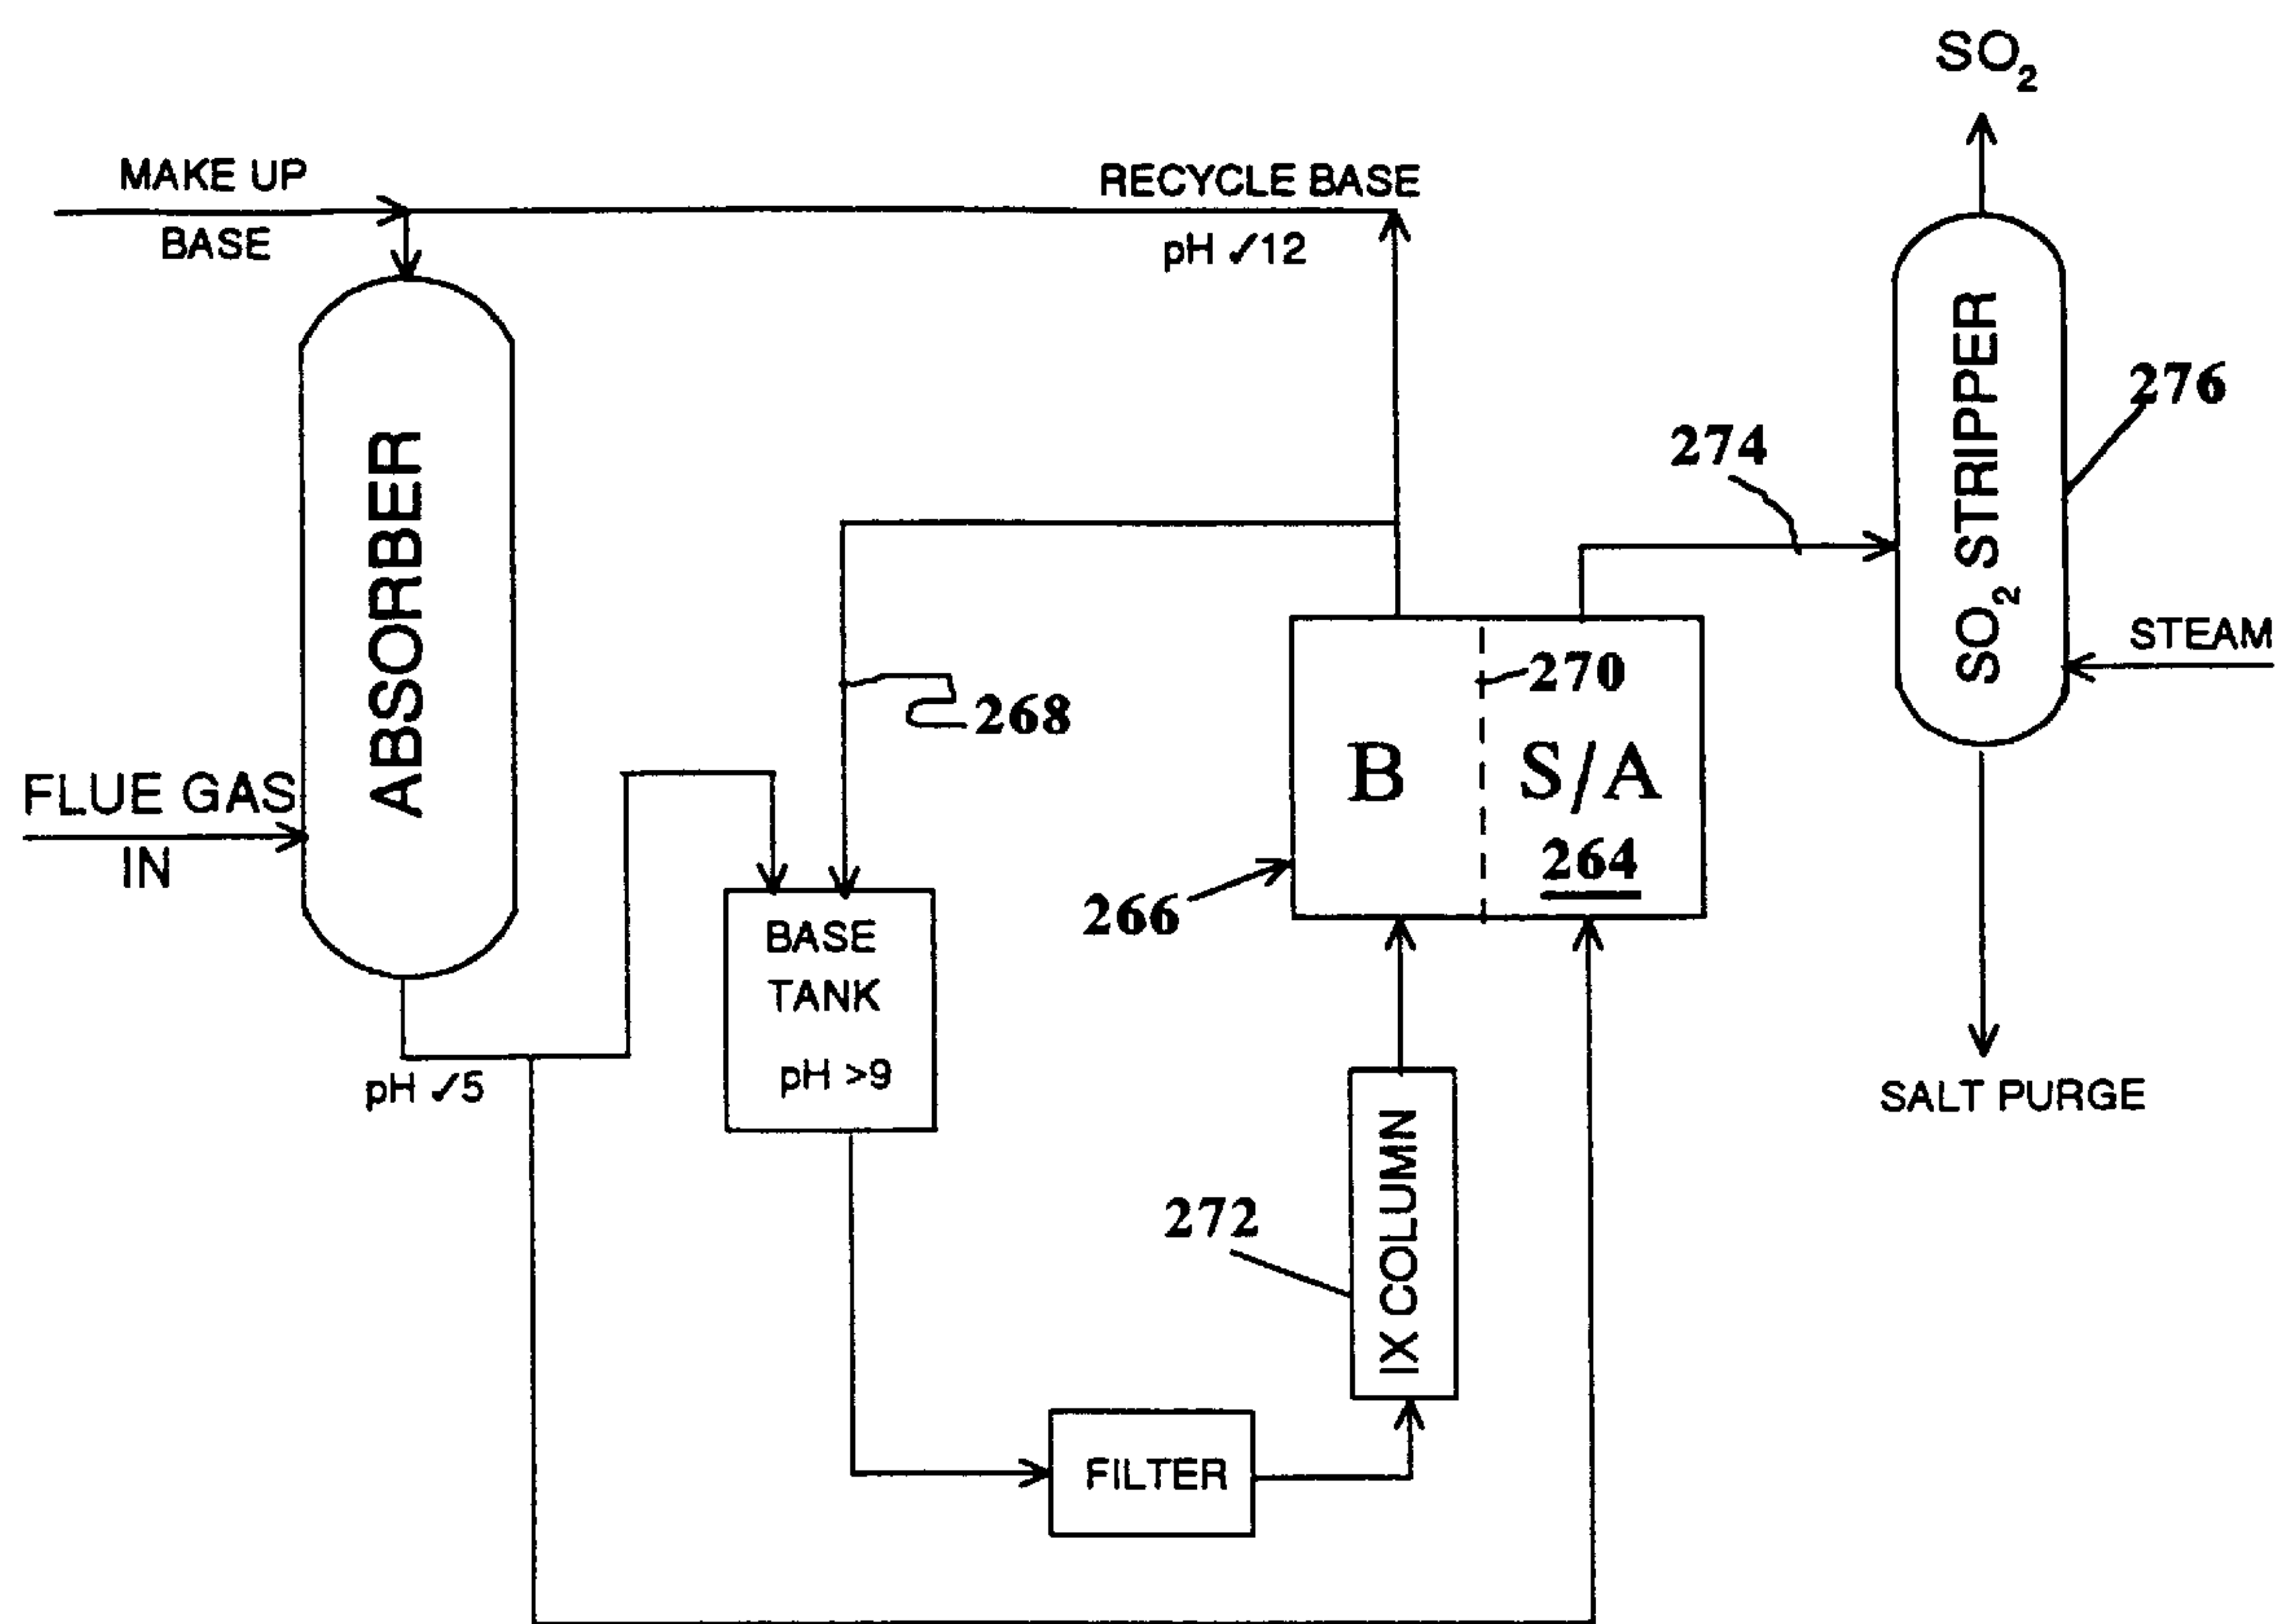 SO₂
MAKE UP
BASE
RECYCLE BASE
pH ✓12
ABSORBER
FLUE GAS
IN
pH ✓5
268
BASE
TANK
pH >9
FILTER
272
IX COLUMN
266
B
270
S/A
264
274
SO₂ STRIPPER
276
STEAM
SALT PURGE